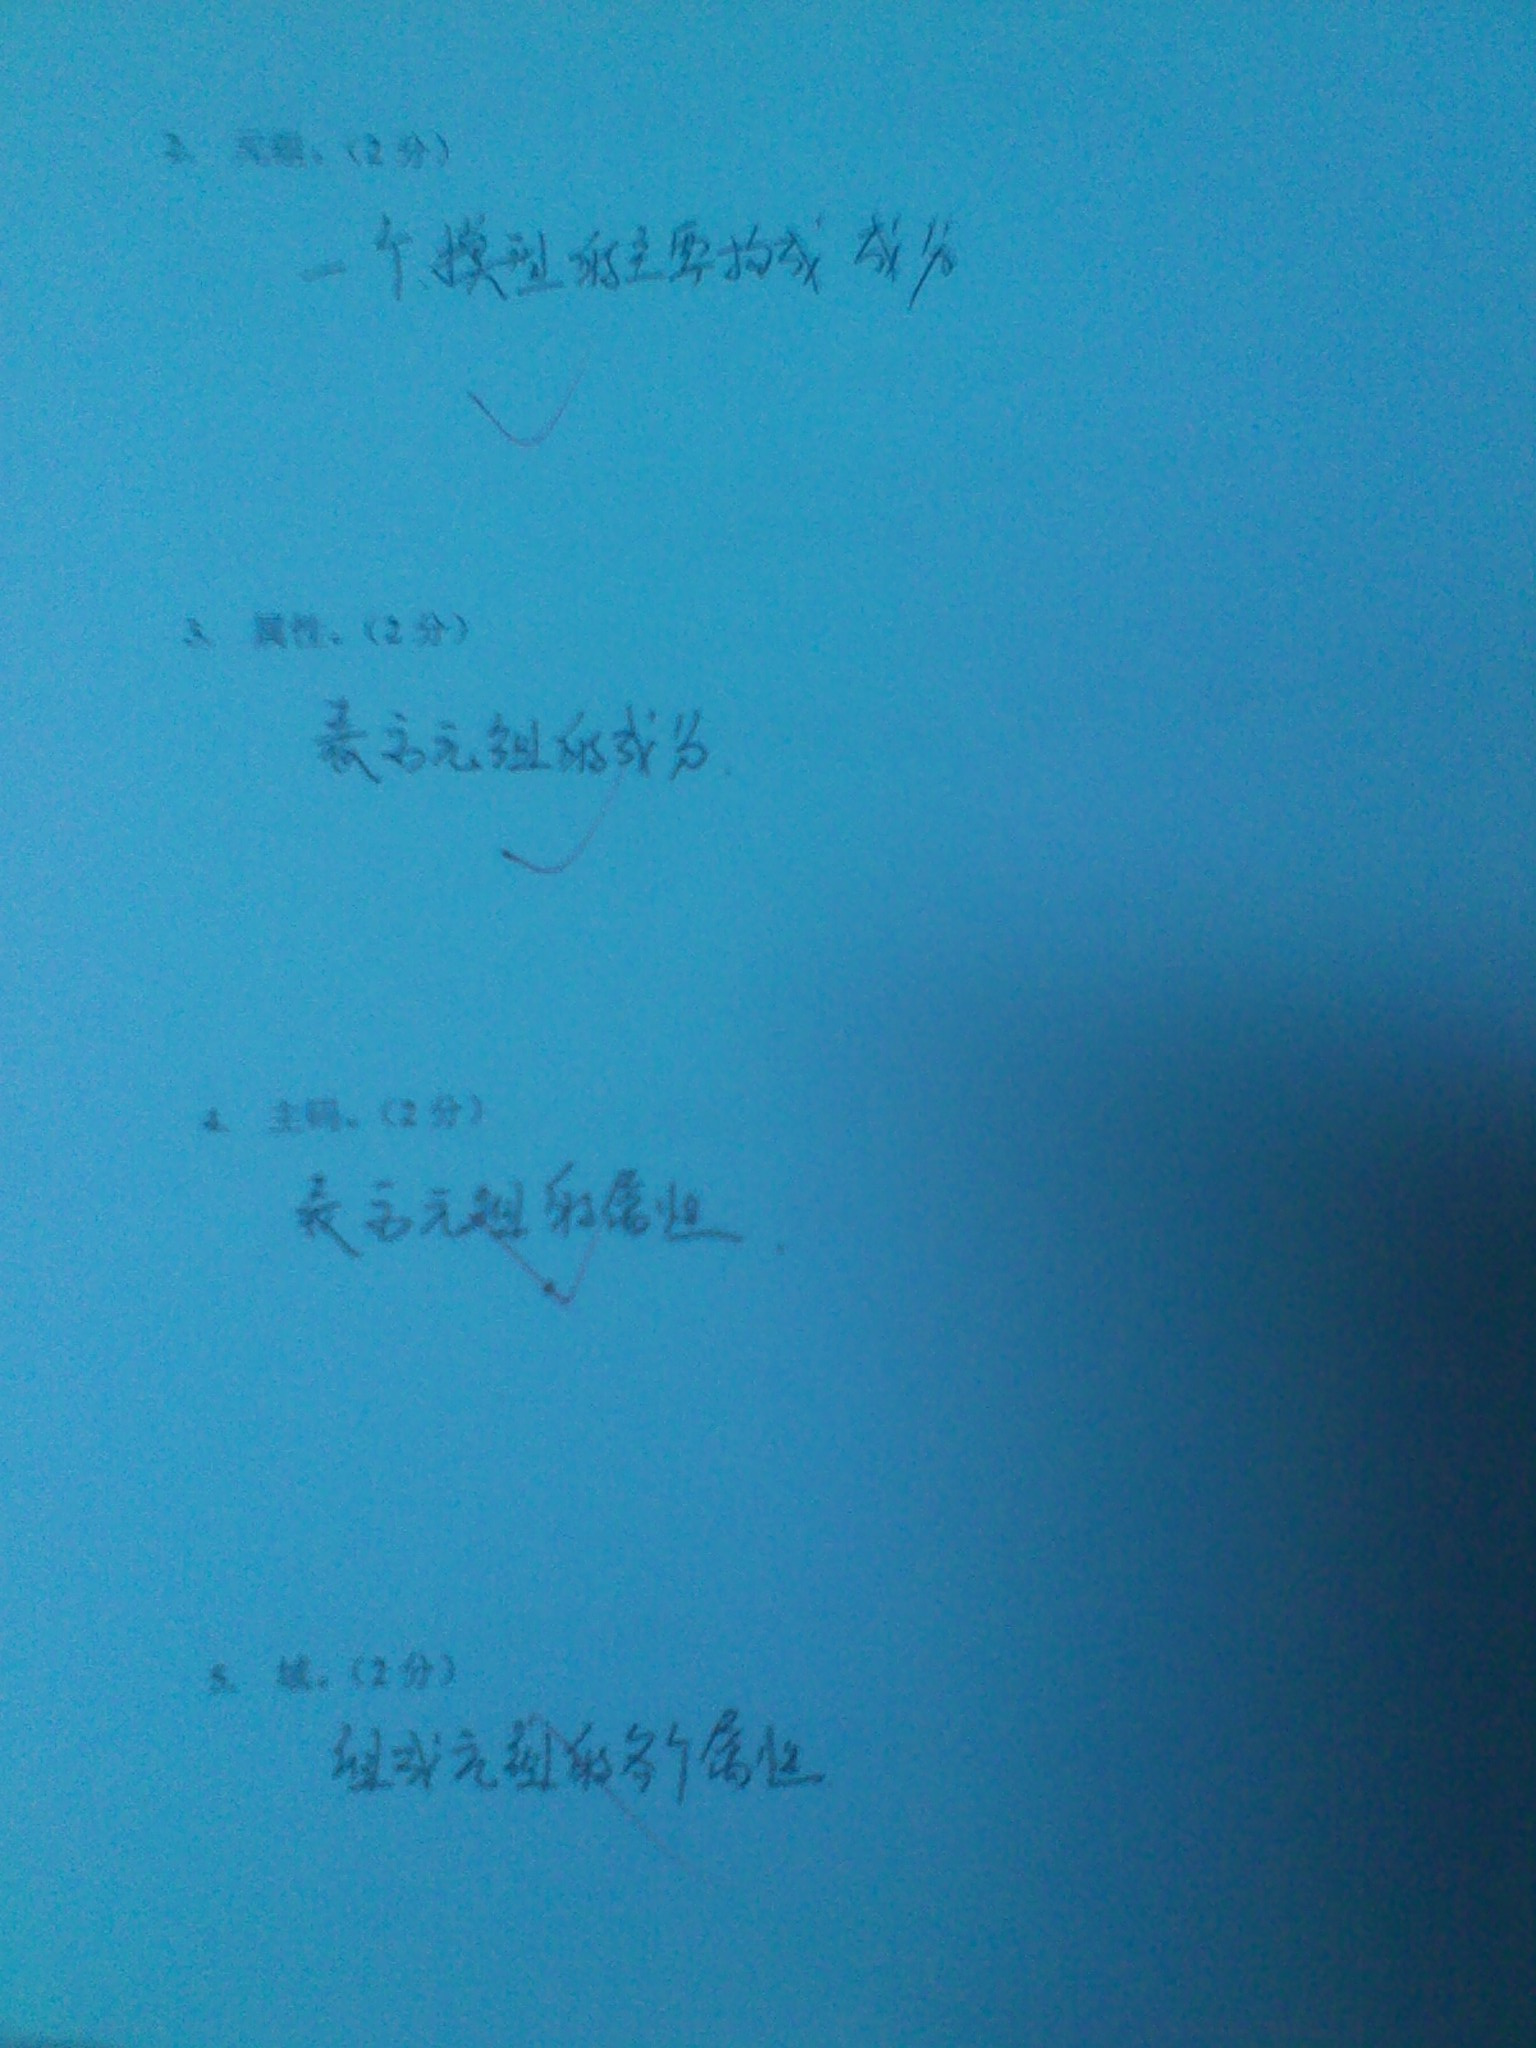 2. 元组。(2分)
一个模型的主要构成成分
3. 属性。(2分)
表示元组的成分.
4. 主码。(2分)
表示元组的属性.
5. 域。(2分)
组成元组的各个属性